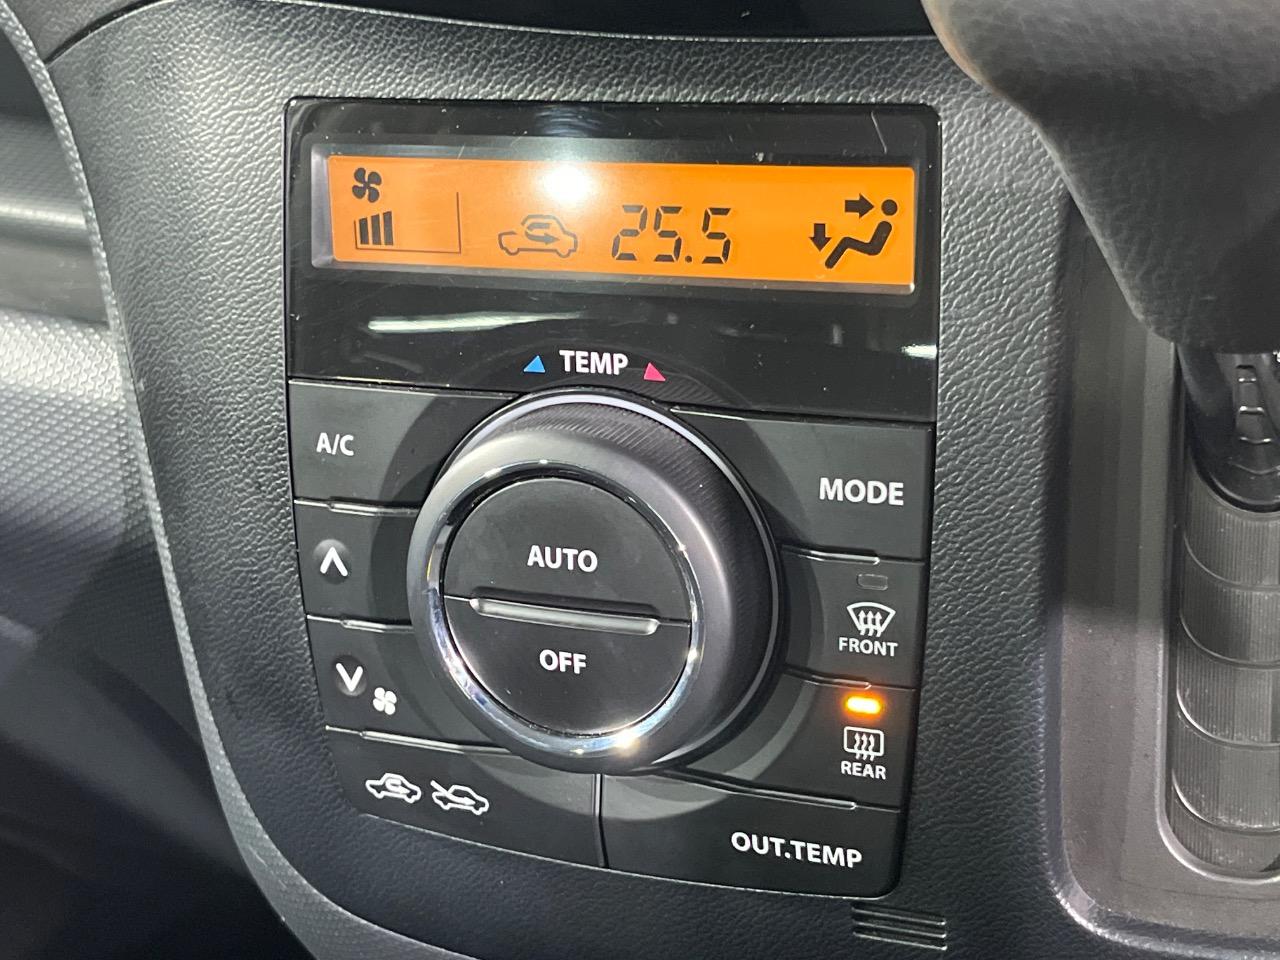 25.5
TEMP
A/C
MODE
AUTO
FRONT
OFF
REAR
OUT.TEMP